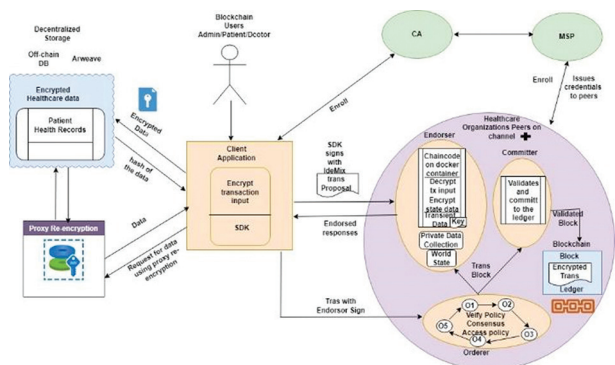 Blockchain
Users
Admin/Patient/Dcotor
Decentralized
Storage
Off-chain
DB
Arweave
Encrypted
Healthcare data
Patient
Health Records
Encrypted
Data
hash of
the data
Proxy Re-encryption
Data
Request for data
using proxy re-
encryption
Client
Application
Encrypt
transaction
input
SDK
Enroll
CA
MSP
Enroll
Issues
credentials
to peers
SDK
signs
with
IdeMix
trans
Proposal
Endorsed
responses
Tras with
Endorsor Sign
Healthcare
Organizations Peers on
channel
Endorser
Chaincode
on docker
container
Decrypt
tx input
Encrypt
state data
Transient
Data
Key
Private Data
Collection
World
State
Committer
Validates
and
committ
to the
ledger
Validated
Block
Blockchain
Block
Encrypted
Trans
Ledger
Trans
Block
O1
O2
O3
O4
O5
Veify Policy
Consensus
Access policy
Orderer